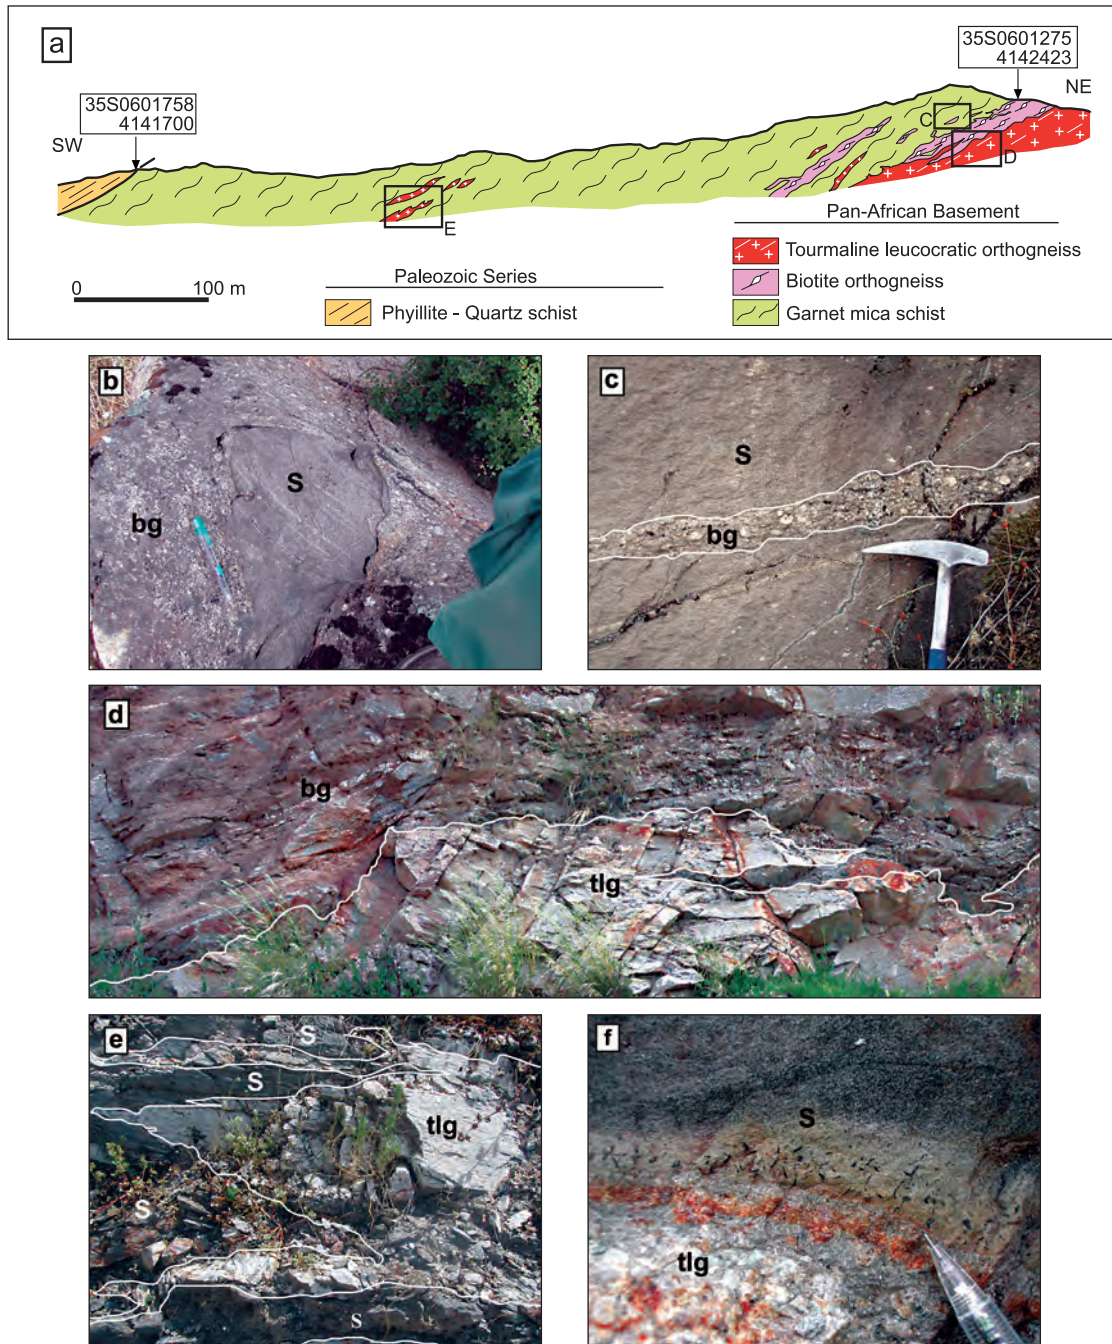 a
35S0601758
4141700
SW
35S0601275
4142423
NE
C
D
E
Pan-African Basement
Tourmaline leucocratic orthogneiss
Biotite orthogneiss
Garnet mica schist
Paleozoic Series
Phyillite - Quartz schist
0 100 m
b
S
bg
c
S
bg
d
bg
tlg
e
S
S
tlg
S
S
f
S
tlg